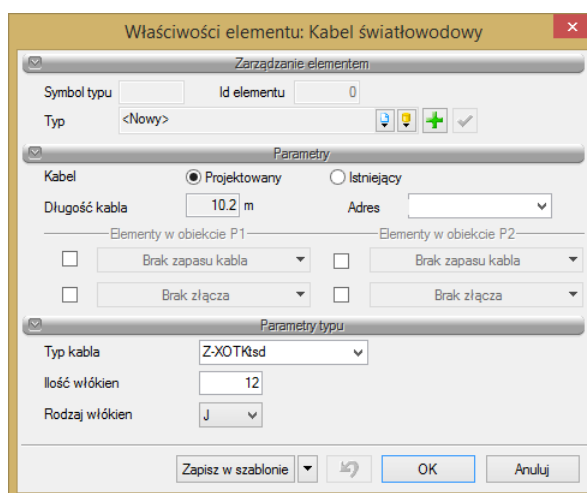 Właściwości elementu: Kabel światłowodowy
Zarządzanie elementem
Symbol typu Id elementu 0
Typ <Nowy>
Parametry
Kabel Projektowany Istniejący
Długość kabla 10.2 m Adres
Elementy w obiekcie P1 Elementy w obiekcie P2
Brak zapasu kabla Brak zapasu kabla
Brak złącza Brak złącza
Parametry typu
Typ kabla Z-XOTKtsd
Ilość włókien 12
Rodzaj włókien J
Zapisz w szablonie OK Anuluj